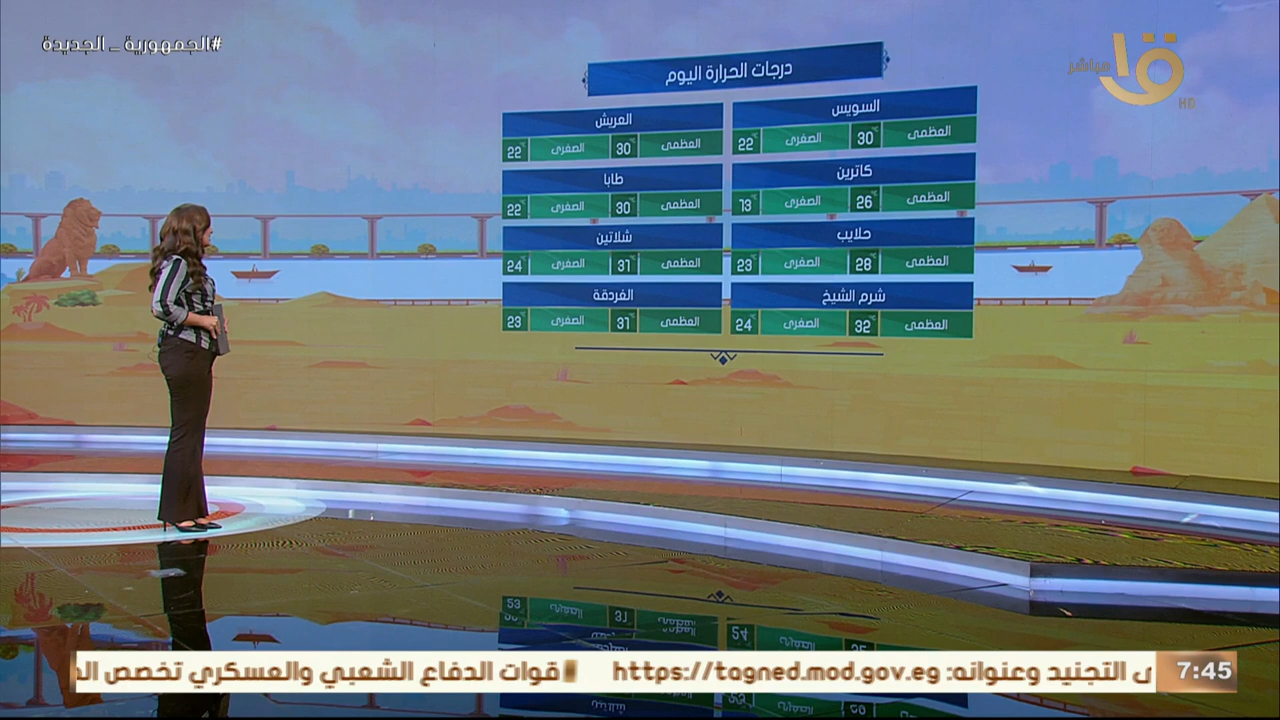 #الجمهورية _ الجديدة
مباشر
HD
درجات الحرارة اليوم
السويس
العظمى 30°C الصغرى 22°C
العريش
العظمى 30°C الصغرى 22°C
كاترين
العظمى 26°C الصغرى 13°C
طابا
العظمى 30°C الصغرى 22°C
حلايب
العظمى 28°C الصغرى 23°C
شلاتين
العظمى 31°C الصغرى 24°C
شرم الشيخ
العظمى 32°C الصغرى 24°C
الغردقة
العظمى 31°C الصغرى 23°C
7:45
التجنيد وعنوانه: https://tagned.mod.gov.eg قوات الدفاع الشعبي والعسكري تخصص